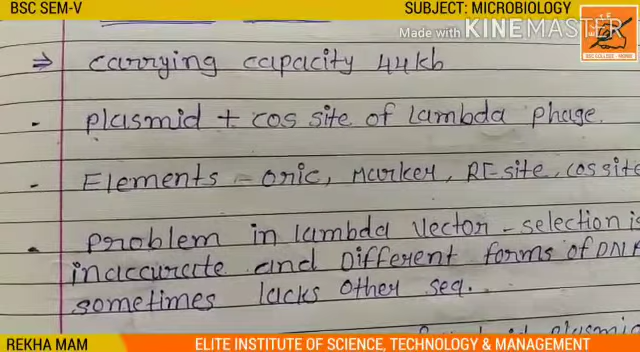 BSC SEM-V
SUBJECT: MICROBIOLOGY
Made with KINEMASTER
⇒ carrying capacity 44kb
- plasmid + cos site of lambda phage.
- Elements - oric, Marker, RE site, cos site
- problem in lambda vector - selection is
inaccurate and Different forms of DNA
sometimes lacks other seq.
REKHA MAM
ELITE INSTITUTE OF SCIENCE, TECHNOLOGY & MANAGEMENT